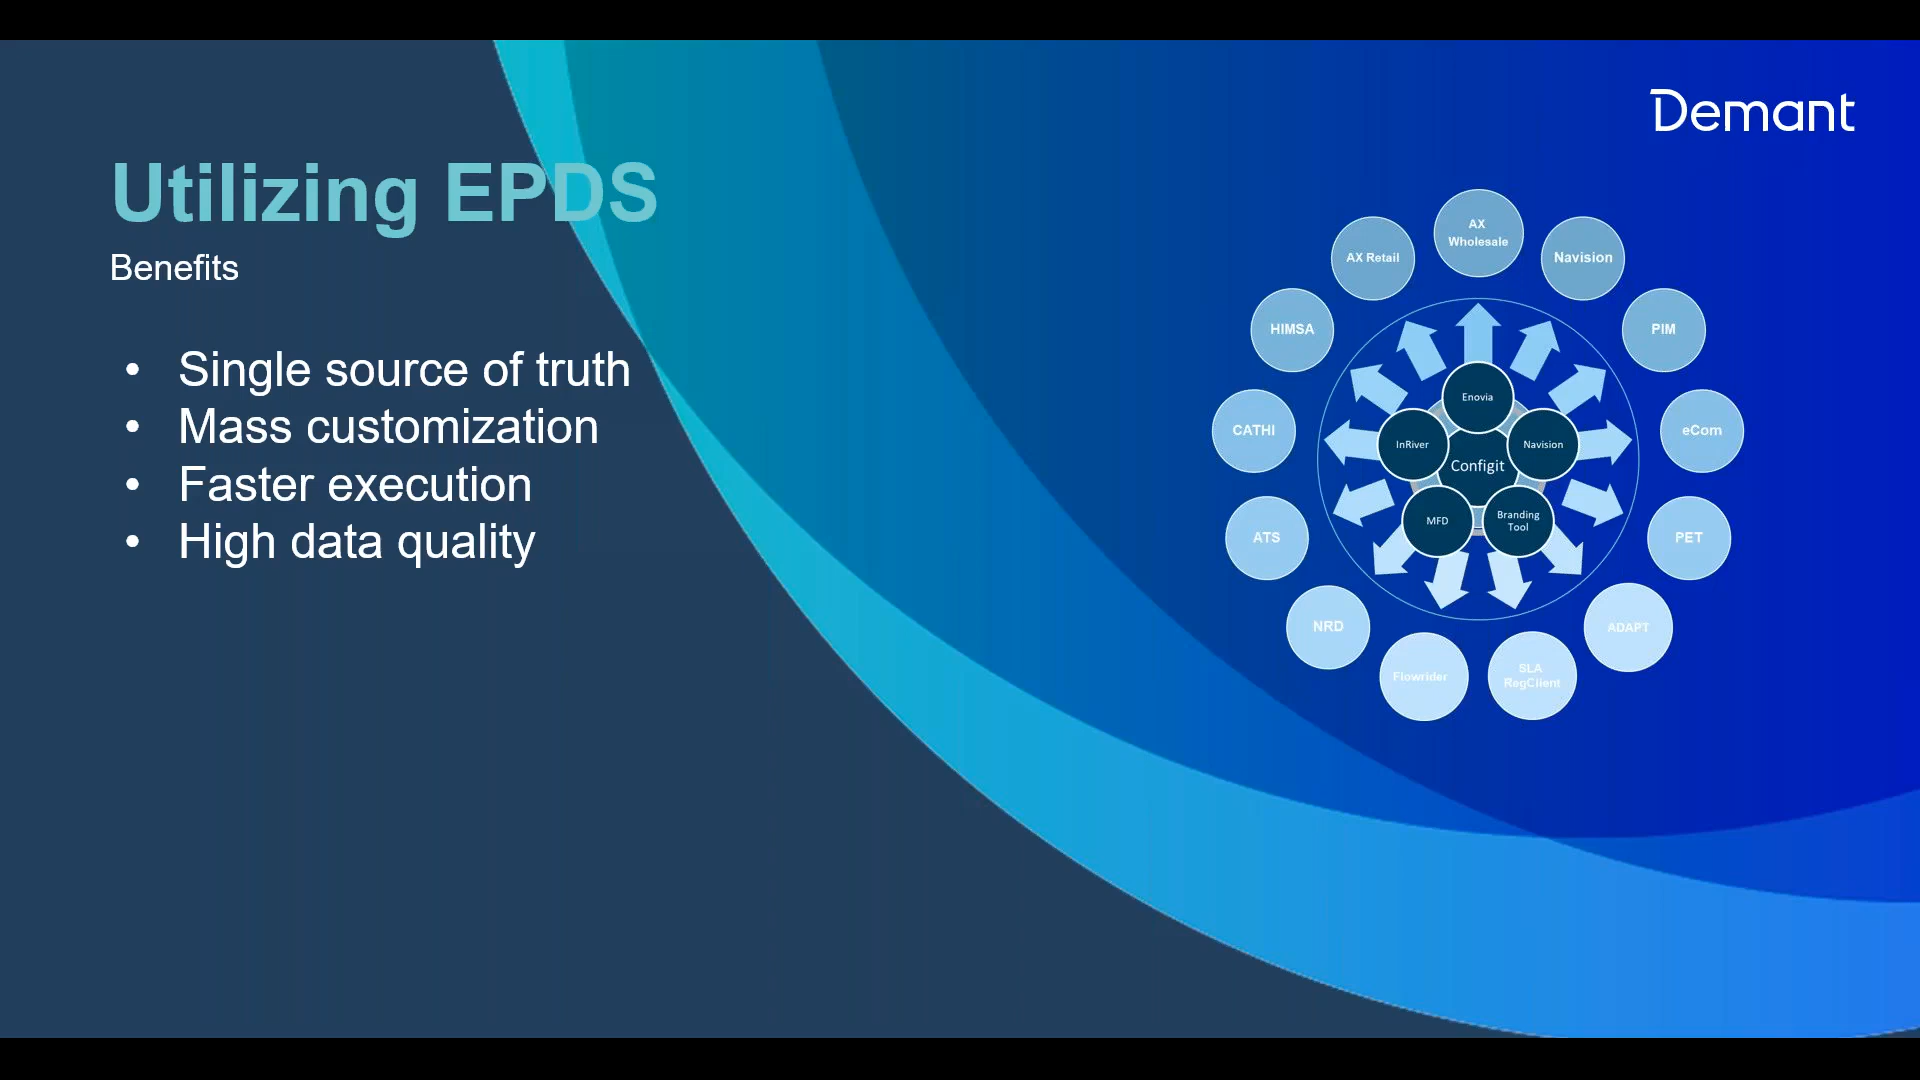 Demant
Utilizing EPDS
Benefits
• Single source of truth
• Mass customization
• Faster execution
• High data quality
AX
Wholesale
AX Retail
Navision
HIMSA
PIM
CATHI
eCom
ATS
PET
NRD
ADAPT
Flowrider
SLA
RegClient
Enovia
InRiver
Navision
Configit
MFD
Branding
Tool